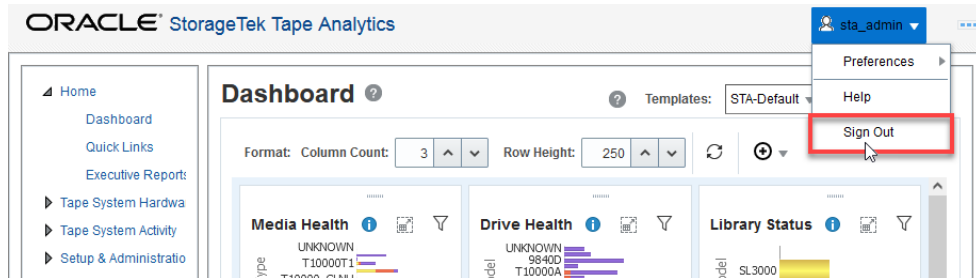 ORACLE® StorageTek Tape Analytics
sta_admin
Preferences
Help
Sign Out
Home
Dashboard
Quick Links
Executive Reports
Tape System Hardwa
Tape System Activity
Setup & Administratio
Dashboard
Templates: STA-Default
Format: Column Count: 3 Row Height: 250
Media Health
UNKNOWN
T10000T1
Drive Health
UNKNOWN
9840D
T10000A
Library Status
SL3000